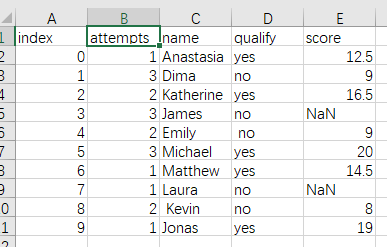 A B C D E
1 index attempts name qualify score
2 0 1 Anastasia yes 12.5
3 1 3 Dima no 9
4 2 2 Katherine yes 16.5
5 3 3 James no NaN
6 4 2 Emily no 9
7 5 3 Michael yes 20
8 6 1 Matthew yes 14.5
9 7 1 Laura no NaN
0 8 2 Kevin no 8
1 9 1 Jonas yes 19